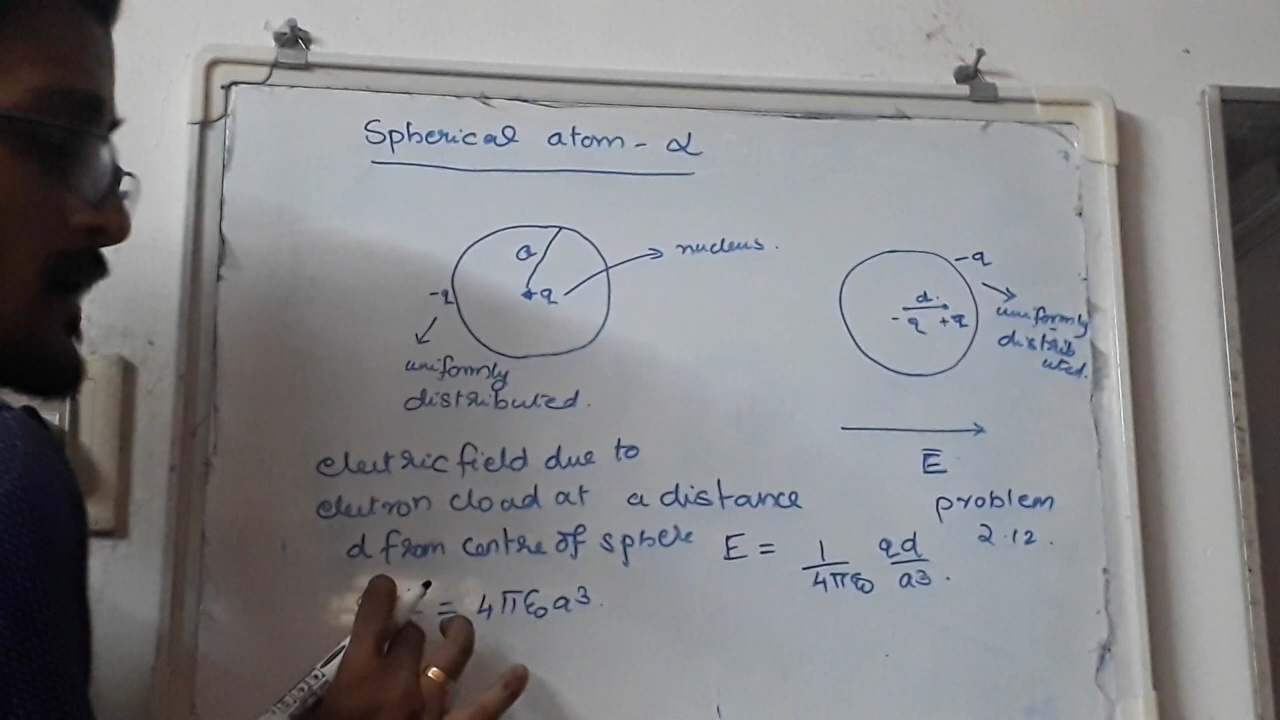 Spherical atom - α
a
nucleus.
-q
+q
uniformly
distributed.
-q
d.
-q +q
uniformly
distrib
uted.
E
electric field due to
electron cload at a distance
d from centre of sphere E = 1/4πε₀ qd/a3.
problem
2.12.
= 4πε₀a³.